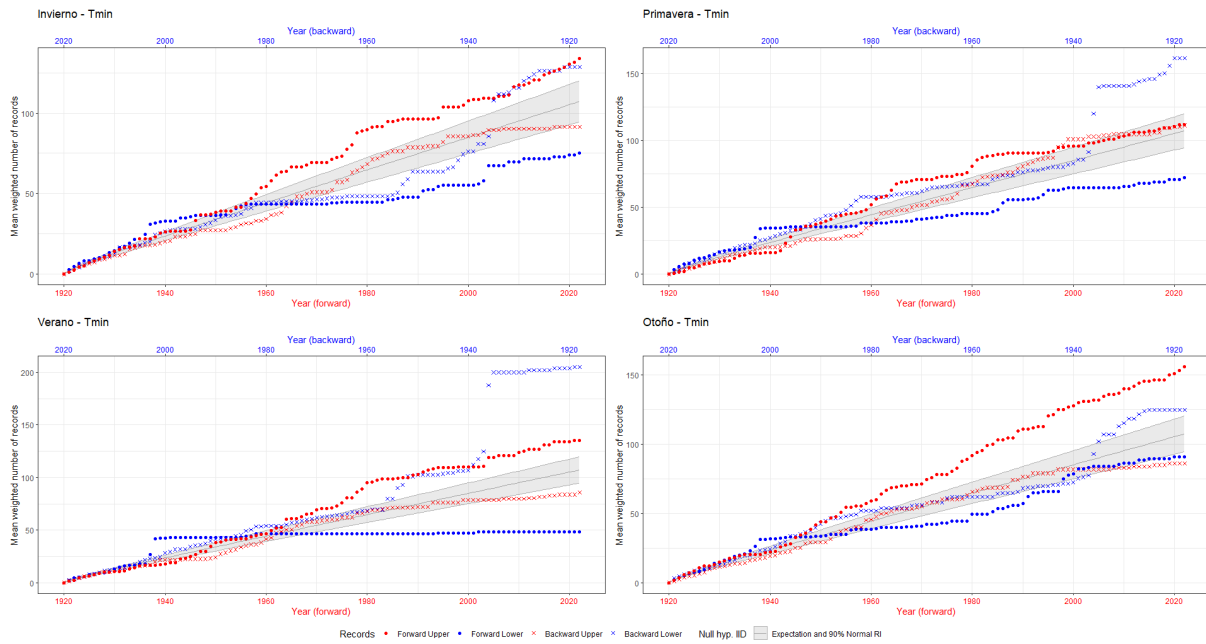 Invierno - Tmin
Year (backward)
2020 2000 1980 1960 1940 1920
Mean weighted number of records
100
50
0
1920 1940 1960 1980 2000 2020
Year (forward)
Primavera - Tmin
Year (backward)
2020 2000 1980 1960 1940 1920
Mean weighted number of records
150
100
50
0
1920 1940 1960 1980 2000 2020
Year (forward)
Verano - Tmin
Year (backward)
2020 2000 1980 1960 1940 1920
Mean weighted number of records
200
150
100
50
0
1920 1940 1960 1980 2000 2020
Year (forward)
Otoño - Tmin
Year (backward)
2020 2000 1980 1960 1940 1920
Mean weighted number of records
150
100
50
0
1920 1940 1960 1980 2000 2020
Year (forward)
Records Forward Upper Forward Lower Backward Upper Backward Lower Null hyp. IID Expectation and 90% Normal RI